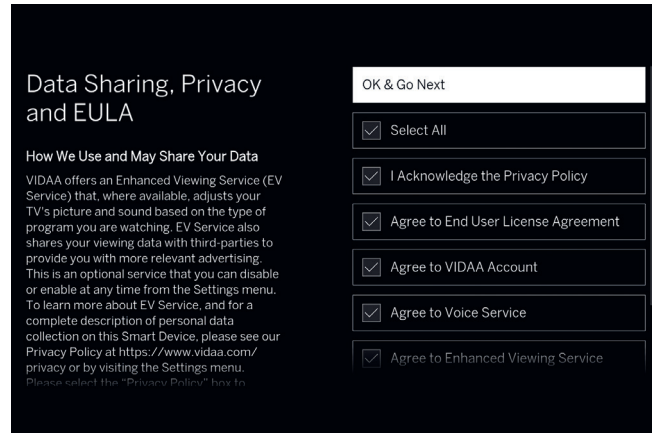 Data Sharing, Privacy
and EULA
How We Use and May Share Your Data
VIDAA offers an Enhanced Viewing Service (EV
Service) that, where available, adjusts your
TV's picture and sound based on the type of
program you are watching. EV Service also
shares your viewing data with third-parties to
provide you with more relevant advertising.
This is an optional service that you can disable
or enable at any time from the Settings menu.
To learn more about EV Service, and for a
complete description of personal data
collection on this Smart Device, please see our
Privacy Policy at https://www.vidaa.com/
privacy or by visiting the Settings menu.
Please select the "Privacy Policy" box to
OK & Go Next
Select All
I Acknowledge the Privacy Policy
Agree to End User License Agreement
Agree to VIDAA Account
Agree to Voice Service
Agree to Enhanced Viewing Service